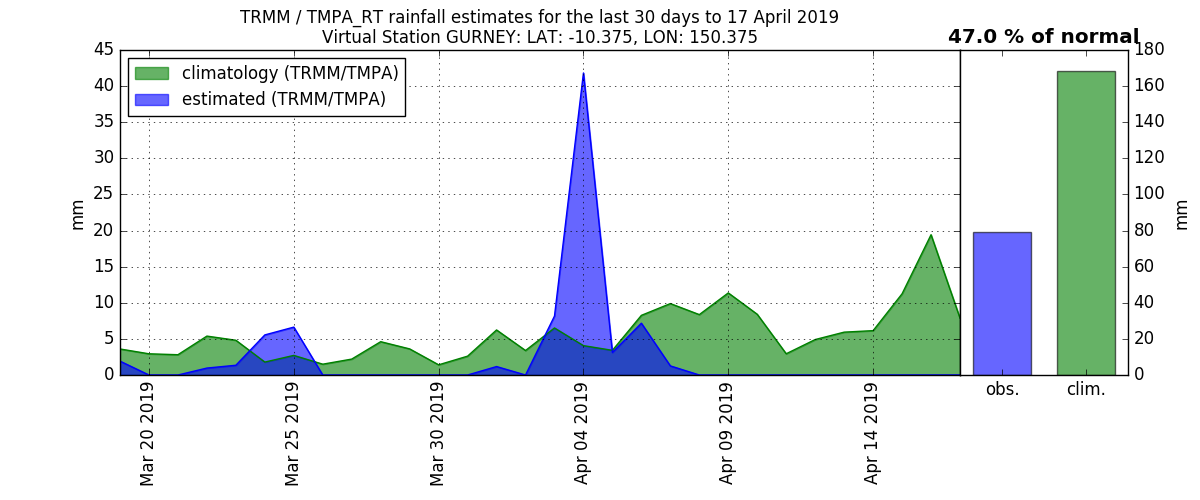 TRMM / TMPA_RT rainfall estimates for the last 30 days to 17 April 2019
Virtual Station GURNEY: LAT: -10.375, LON: 150.375
47.0 % of normal
climatology (TRMM/TMPA)
estimated (TRMM/TMPA)
mm
45
40
35
30
25
20
15
10
5
0
Mar 20 2019
Mar 25 2019
Mar 30 2019
Apr 04 2019
Apr 09 2019
Apr 14 2019
180
160
140
120
100
80
60
40
20
0
mm
obs.
clim.